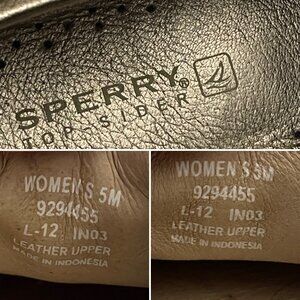 SPERRY®
TOP-SIDER
WOMEN'S 5M
9294455
L-12 IN03
LEATHER UPPER
MADE IN INDONESIA
WOMEN'S 5M
9294455
L-12 IN03
LEATHER UPPER
MADE IN INDONESIA